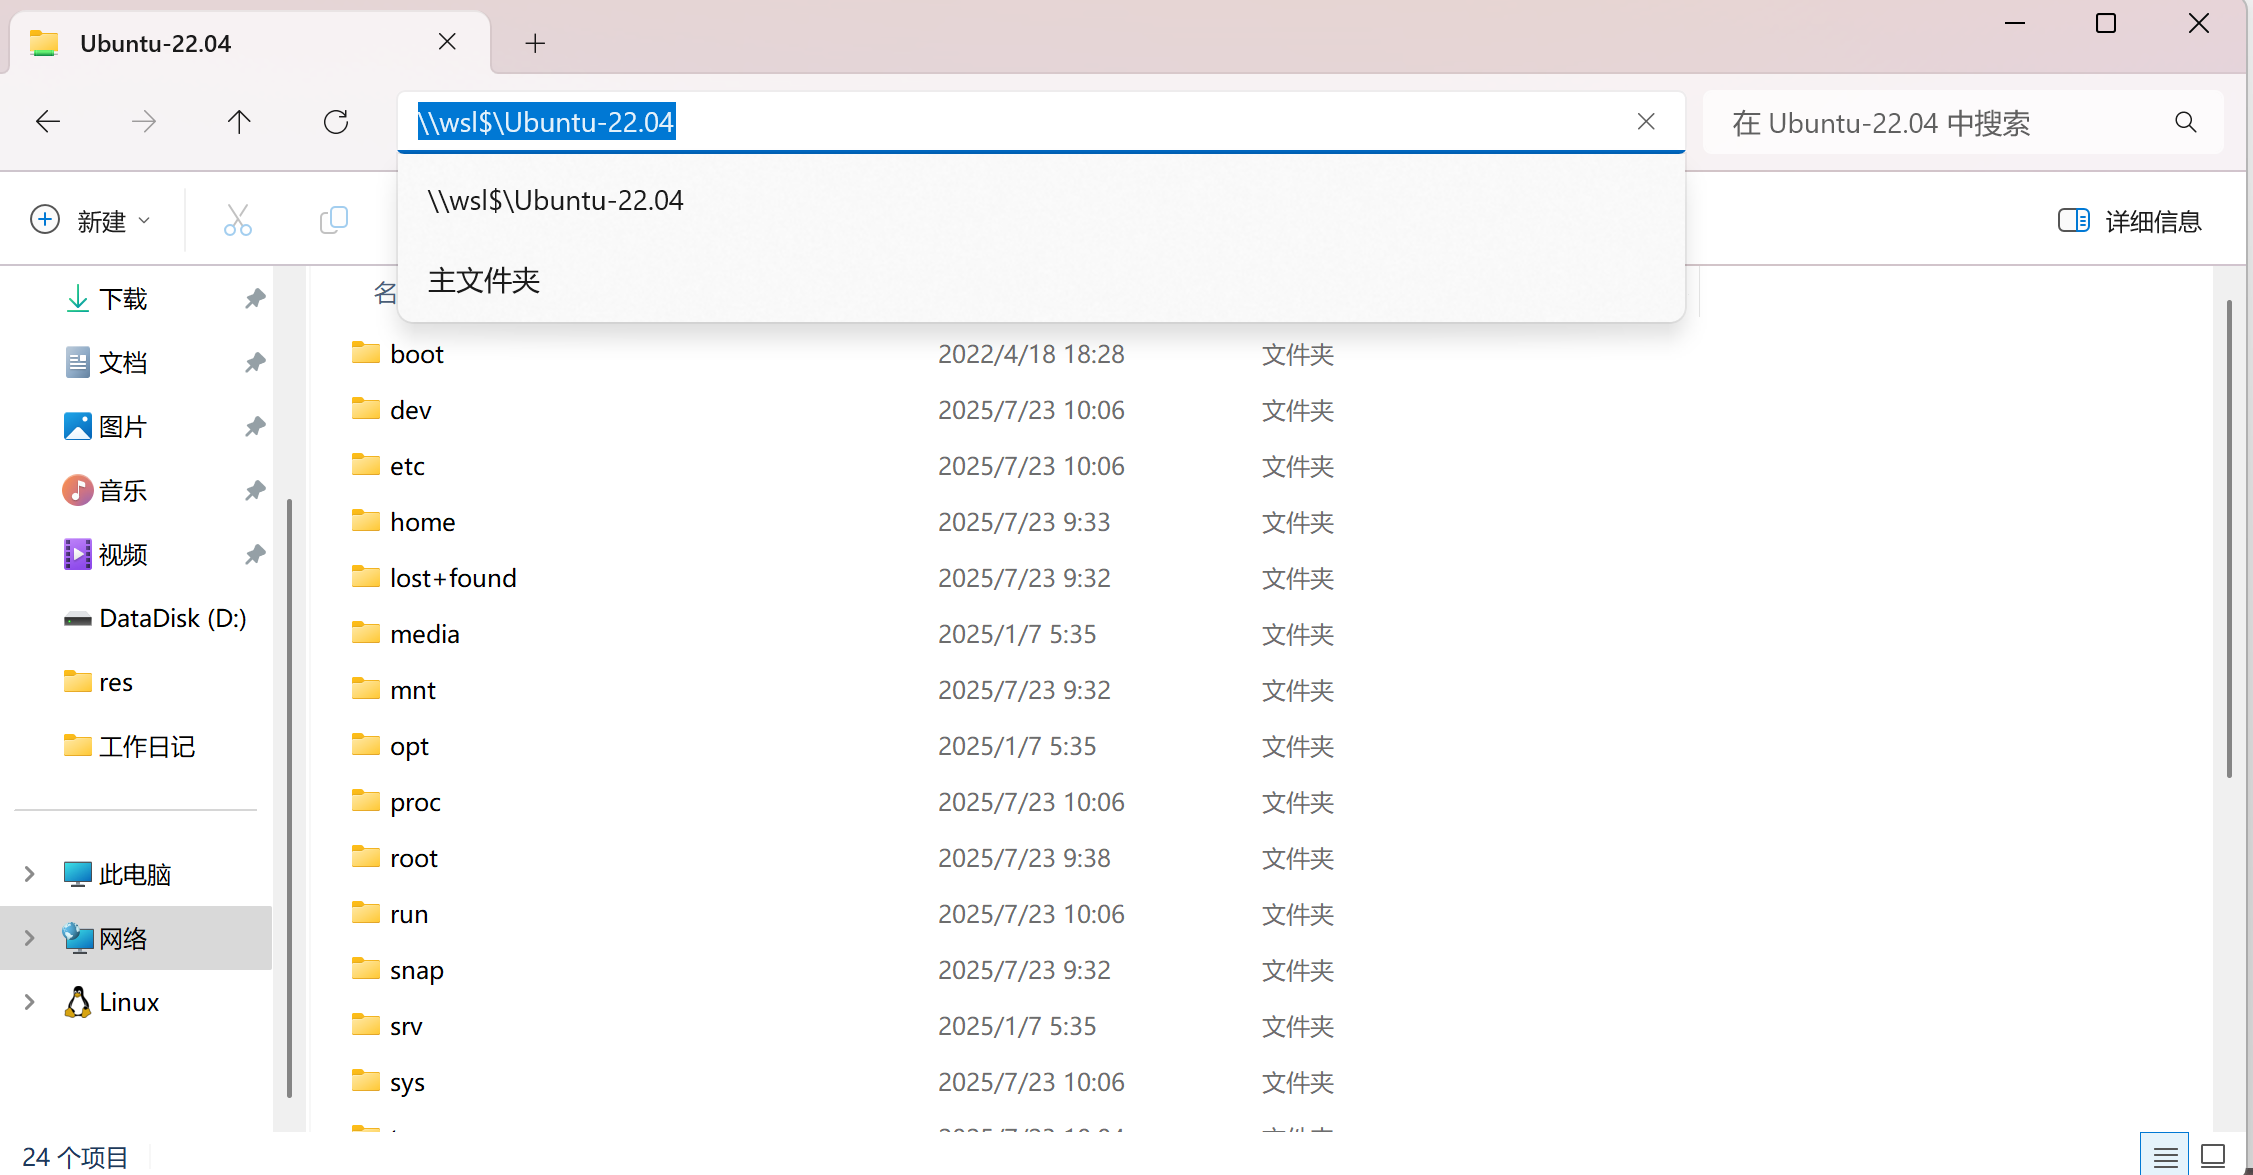 Ubuntu-22.04
\\wsl$\Ubuntu-22.04
在 Ubuntu-22.04 中搜索
\\wsl$\Ubuntu-22.04
主文件夹
新建
详细信息
下载
文档
图片
音乐
视频
DataDisk (D:)
res
工作日记
此电脑
网络
Linux
名
boot 2022/4/18 18:28 文件夹
dev 2025/7/23 10:06 文件夹
etc 2025/7/23 10:06 文件夹
home 2025/7/23 9:33 文件夹
lost+found 2025/7/23 9:32 文件夹
media 2025/1/7 5:35 文件夹
mnt 2025/7/23 9:32 文件夹
opt 2025/1/7 5:35 文件夹
proc 2025/7/23 10:06 文件夹
root 2025/7/23 9:38 文件夹
run 2025/7/23 10:06 文件夹
snap 2025/7/23 9:32 文件夹
srv 2025/1/7 5:35 文件夹
sys 2025/7/23 10:06 文件夹
24 个项目